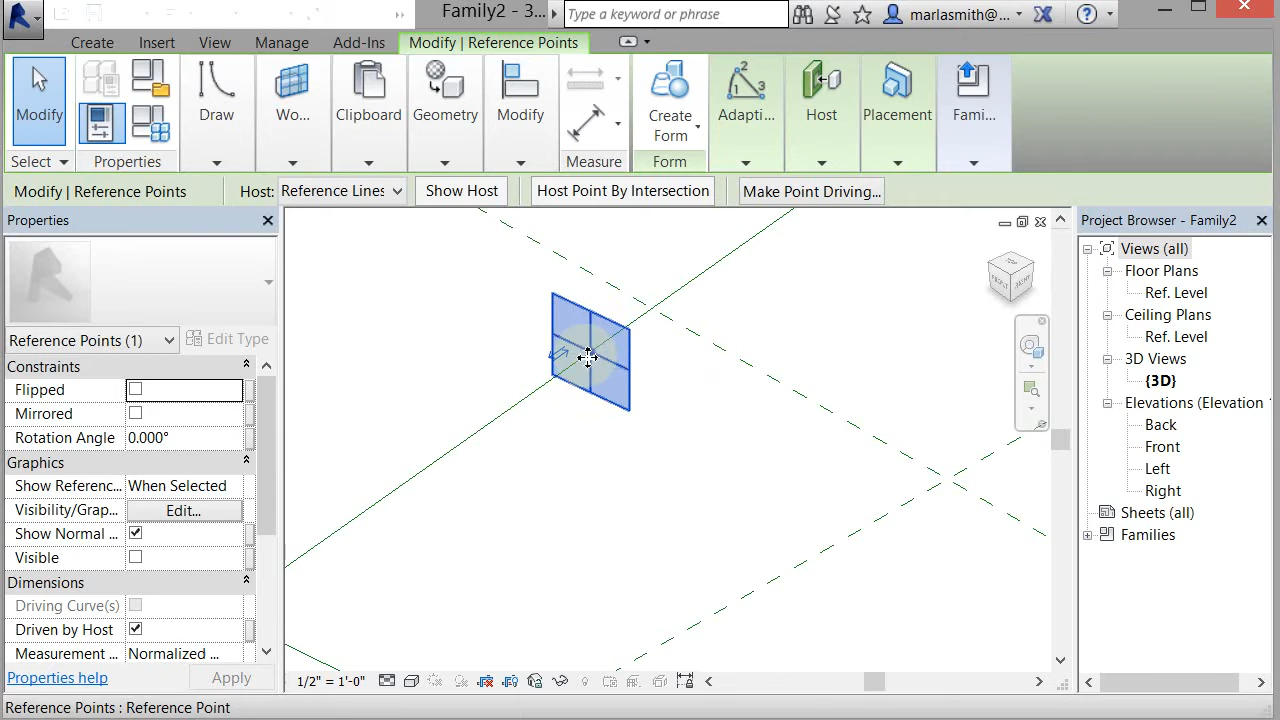 Family2 - 3...
Type a keyword or phrase
marlasmith@...
Create Insert View Manage Add-Ins Modify | Reference Points
Modify
Draw
Wo...
Clipboard
Geometry
Modify
Create Form
Adapti...
Host
Placement
Fami...
Select Properties Measure Form
Modify | Reference Points Host: Reference Lines Show Host Host Point By Intersection Make Point Driving...
Properties
Reference Points (1) Edit Type
Constraints
Flipped
Mirrored
Rotation Angle 0.000°
Graphics
Show Referenc... When Selected
Visibility/Grap... Edit...
Show Normal ...
Visible
Dimensions
Driving Curve(s)
Driven by Host
Measurement ... Normalized ...
Properties help Apply
1/2" = 1'-0"
Project Browser - Family2
Views (all)
Floor Plans
Ref. Level
Ceiling Plans
Ref. Level
3D Views
{3D}
Elevations (Elevation
Back
Front
Left
Right
Sheets (all)
Families
Reference Points : Reference Point